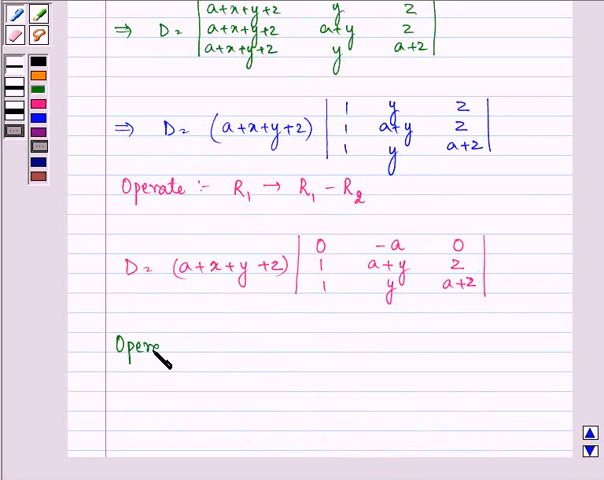 ⇒ D = | a+x+y+z y z |
| a+x+y+z a+y z |
| a+x+y+z y a+z |
⇒ D = (a+x+y+z) | 1 y z |
| 1 a+y z |
| 1 y a+z |
Operate :- R₁ → R₁ - R₂
D = (a+x+y+z) | 0 -a 0 |
| 1 a+y z |
| 1 y a+z |
Opera